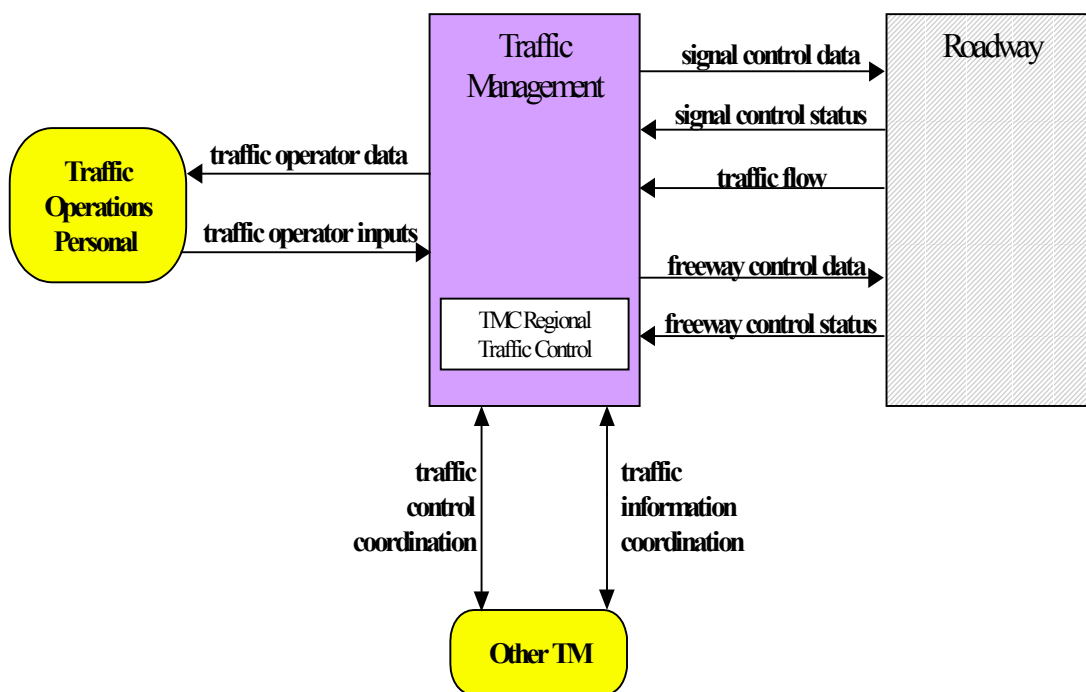 Traffic
Management
Roadway
signal control data
signal control status
traffic flow
traffic operator data
Traffic
Operations
Personal
traffic operator inputs
freeway control data
freeway control status
TMC Regional
Traffic Control
traffic
control
coordination
traffic
information
coordination
Other TM